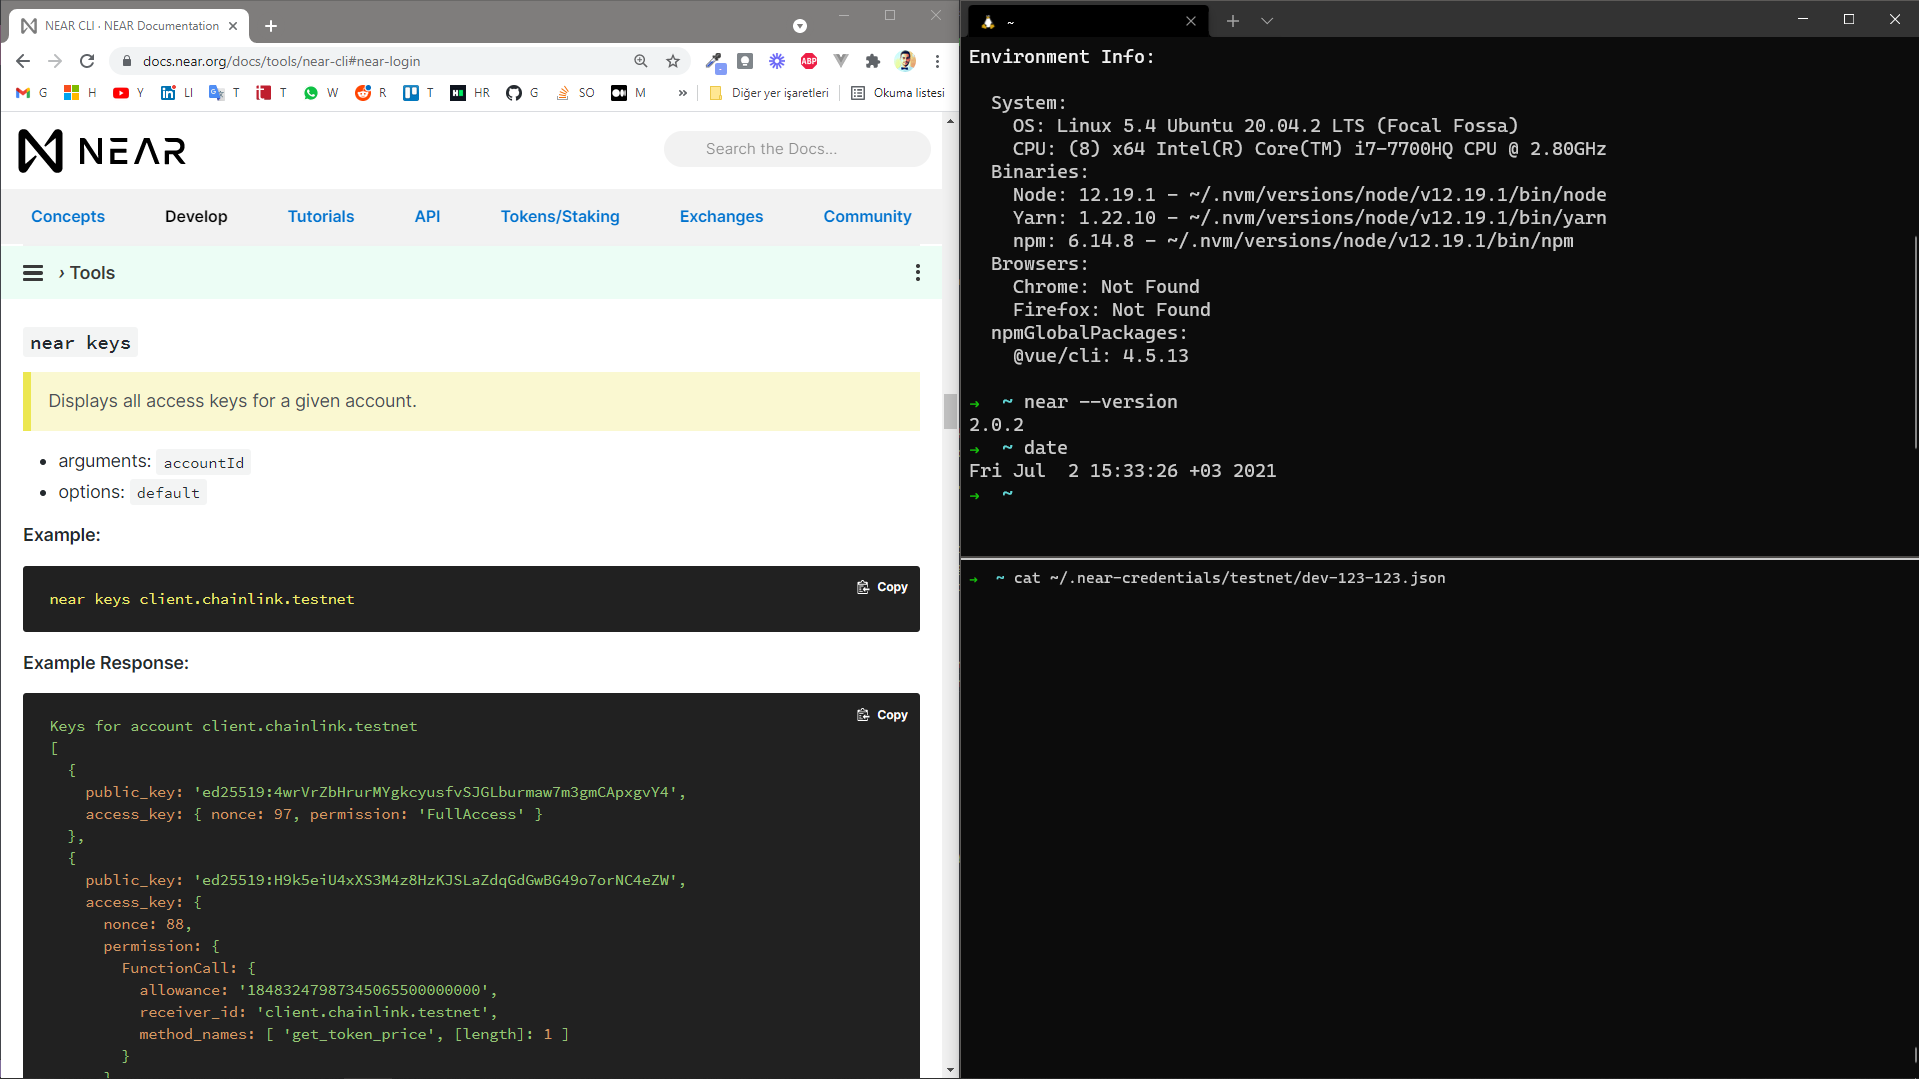 NEAR CLI · NEAR Documentation
docs.near.org/docs/tools/near-cli#near-login
ABP
G H Y LI T T W R T HR G SO M » Diğer yer işaretleri Okuma listesi
NEAR
Search the Docs...
Concepts Develop Tutorials API Tokens/Staking Exchanges Community
› Tools
near keys
Displays all access keys for a given account.
• arguments: accountId
• options: default
Example:
Copy
near keys client.chainlink.testnet
Example Response:
Copy
Keys for account client.chainlink.testnet
[
{
public_key: 'ed25519:4wrVrZbHrurMYgkcyusfvSJGLburmaw7m3gmCApxgvY4',
access_key: { nonce: 97, permission: 'FullAccess' }
},
{
public_key: 'ed25519:H9k5eiU4xXS3M4z8HzKJSLaZdqGdGwBG49o7orNC4eZW',
access_key: {
nonce: 88,
permission: {
FunctionCall: {
allowance: '18483247987345065500000000',
receiver_id: 'client.chainlink.testnet',
method_names: [ 'get_token_price', [length]: 1 ]
}
}
~
Environment Info:
System:
OS: Linux 5.4 Ubuntu 20.04.2 LTS (Focal Fossa)
CPU: (8) x64 Intel(R) Core(TM) i7-7700HQ CPU @ 2.80GHz
Binaries:
Node: 12.19.1 - ~/.nvm/versions/node/v12.19.1/bin/node
Yarn: 1.22.10 - ~/.nvm/versions/node/v12.19.1/bin/yarn
npm: 6.14.8 - ~/.nvm/versions/node/v12.19.1/bin/npm
Browsers:
Chrome: Not Found
Firefox: Not Found
npmGlobalPackages:
@vue/cli: 4.5.13
→ ~ near --version
2.0.2
→ ~ date
Fri Jul  2 15:33:26 +03 2021
→ ~
→ ~ cat ~/.near-credentials/testnet/dev-123-123.json